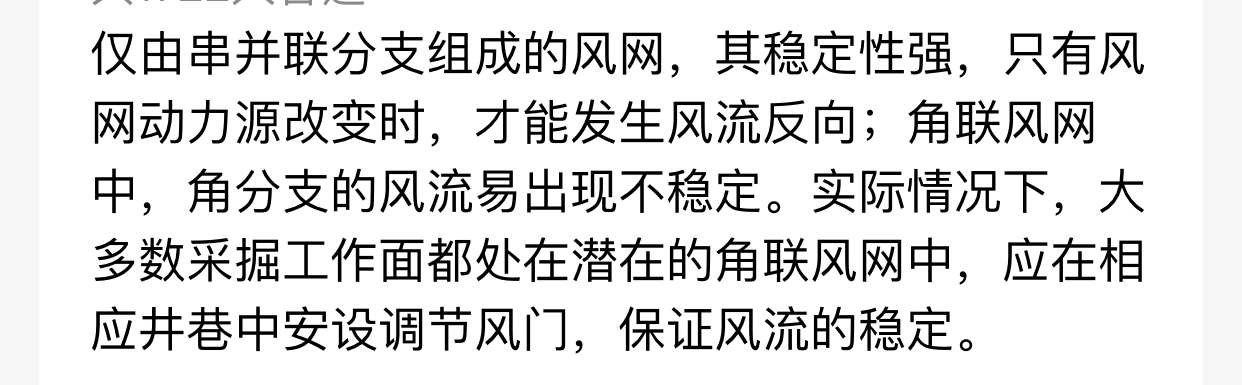 仅由串并联分支组成的风网，其稳定性强，只有风
网动力源改变时，才能发生风流反向；角联风网
中，角分支的风流易出现不稳定。实际情况下，大
多数采掘工作面都处在潜在的角联风网中，应在相
应井巷中安设调节风门，保证风流的稳定。